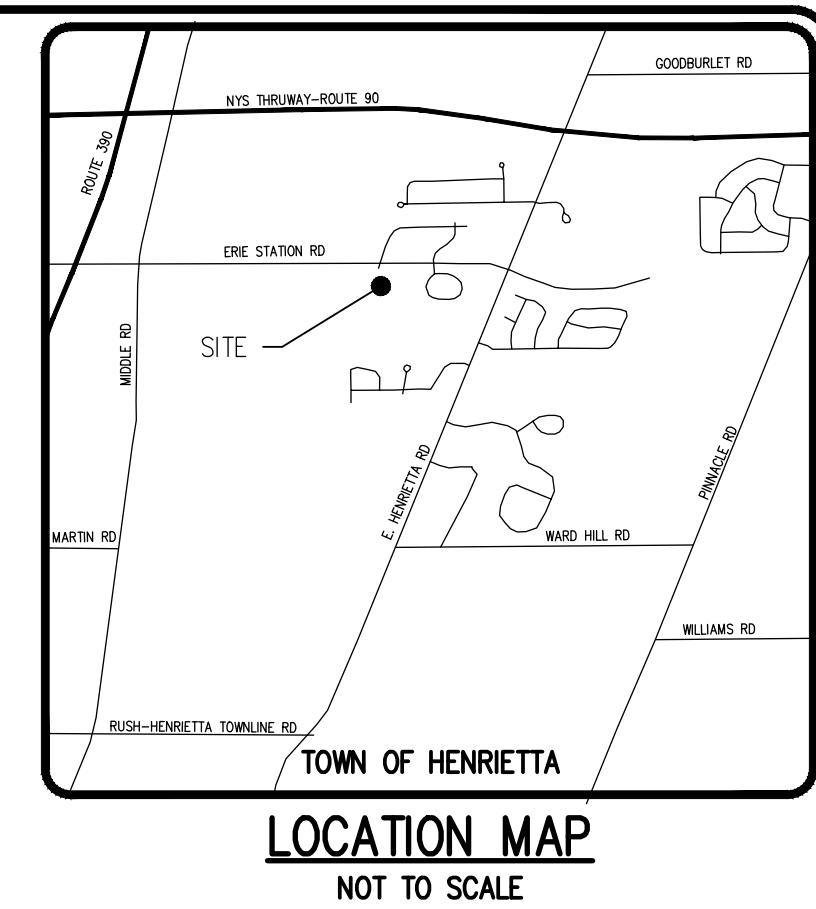 GOODBURLET RD
NYS THRUWAY-ROUTE 90
ROUTE 390
ERIE STATION RD
SITE
MIDDLE RD
E. HENRIETTA RD
PINNACLE RD
MARTIN RD
WARD HILL RD
WILLIAMS RD
RUSH-HENRIETTA TOWNLINE RD
TOWN OF HENRIETTA
LOCATION MAP
NOT TO SCALE